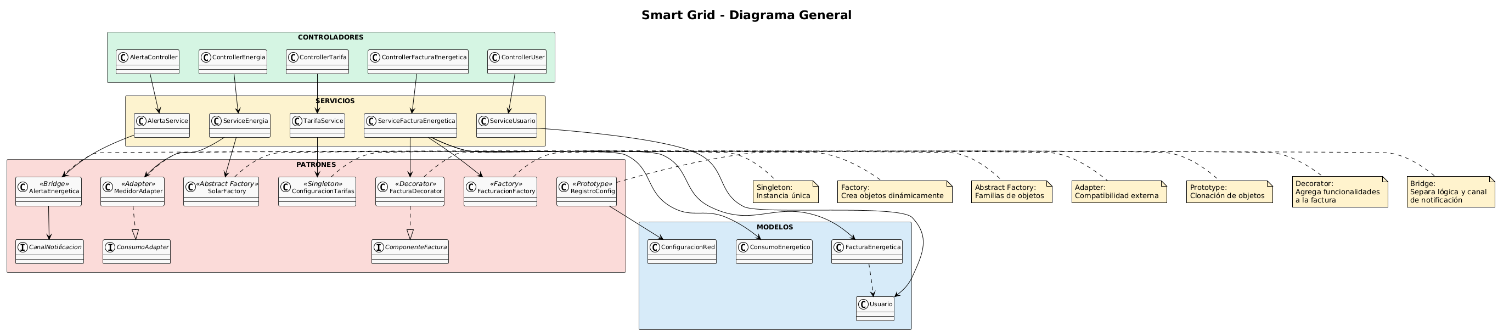 Smart Grid - Diagrama General
CONTROLADORES
C AlertaController
C ControllerEnergia
C ControllerTarifa
C ControllerFacturaEnergetica
C ControllerUser
SERVICIOS
C AlertaService
C ServiceEnergia
C TarifaService
C ServiceFacturaEnergetica
C ServiceUsuario
PATRONES
«Bridge»
C AlertaEnergetica
«Adapter»
C MedidorAdapter
«Abstract Factory»
C SolarFactory
«Singleton»
C ConfiguracionTarifas
«Decorator»
C FacturaDecorator
«Factory»
C FacturacionFactory
«Prototype»
C RegistroConfig
Singleton:
Instancia única
Factory:
Crea objetos dinámicamente
Abstract Factory:
Familias de objetos
Adapter:
Compatibilidad externa
Prototype:
Clonación de objetos
Decorator:
Agrega funcionalidades
a la factura
Bridge:
Separa lógica y canal
de notificación
I CanalNotificacion
I ConsumoAdapter
I ComponenteFactura
MODELOS
C ConfiguracionRed
C ConsumoEnergetico
C FacturaEnergetica
C Usuario